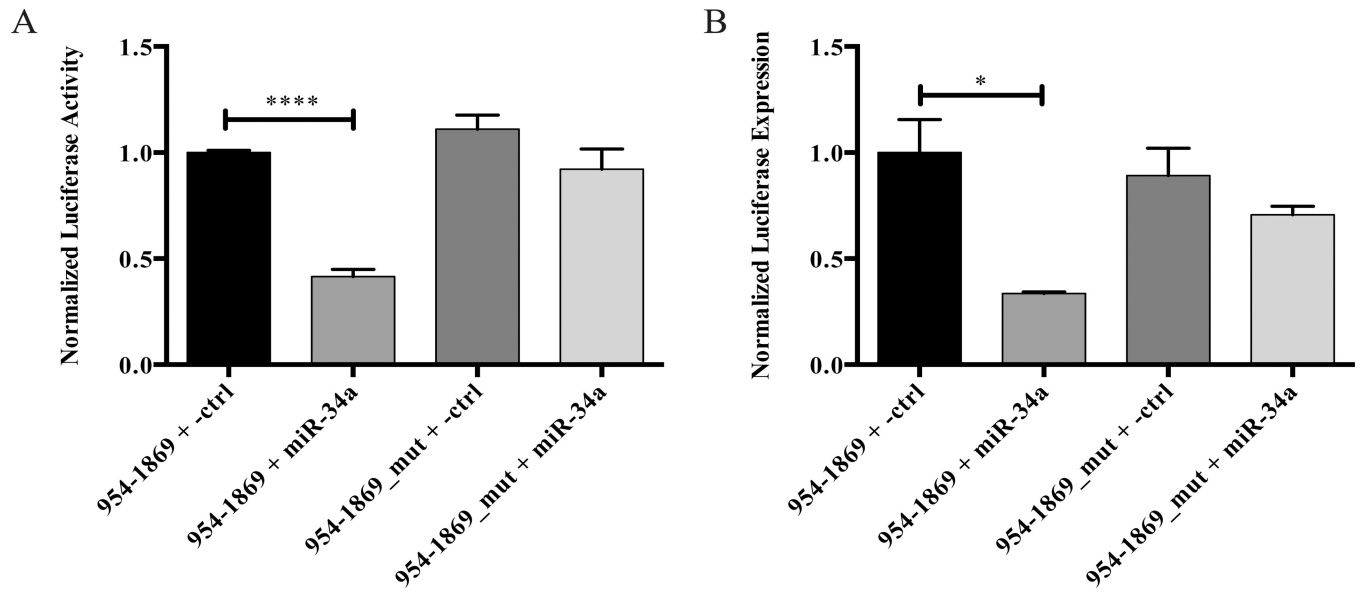 A
Normalized Luciferase Activity
1.5
1.0
0.5
0.0
****
954-1869 + -ctrl
954-1869 + miR-34a
954-1869_mut + -ctrl
954-1869_mut + miR-34a
B
Normalized Luciferase Expression
1.5
1.0
0.5
0.0
*
954-1869 + -ctrl
954-1869 + miR-34a
954-1869_mut + -ctrl
954-1869_mut + miR-34a